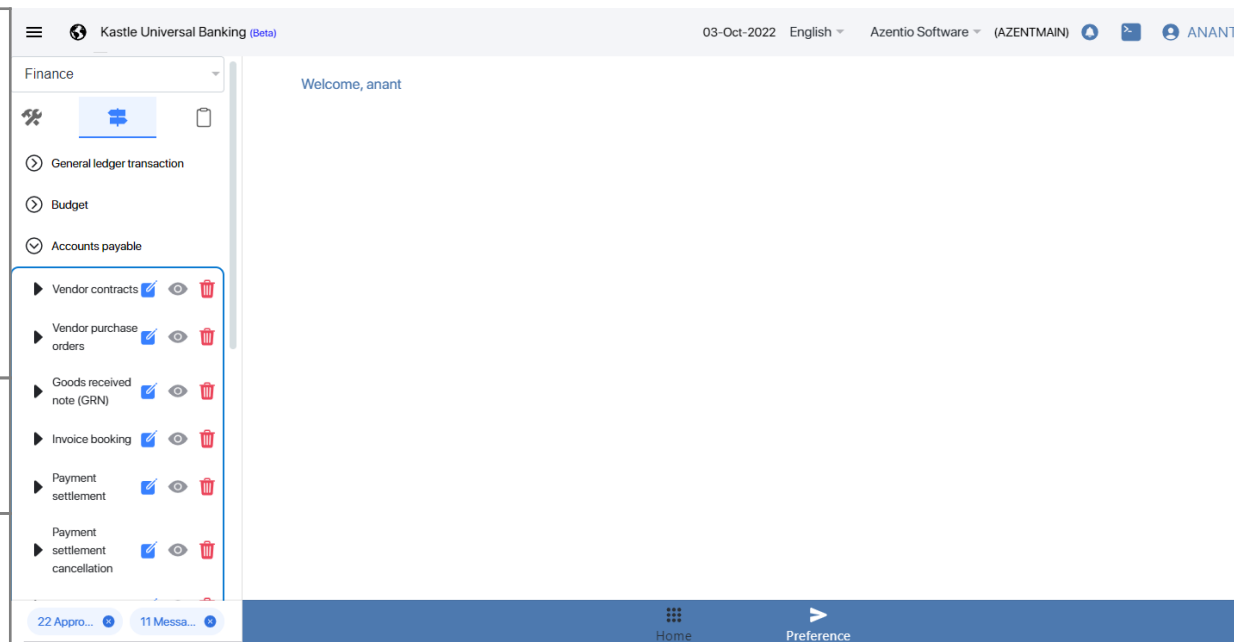 Kastle Universal Banking (Beta)
03-Oct-2022 English Azentio Software (AZENTMAIN) ANANT
Finance
Welcome, anant
General ledger transaction
Budget
Accounts payable
Vendor contracts
Vendor purchase
orders
Goods received
note (GRN)
Invoice booking
Payment
settlement
Payment
settlement
cancellation
22 Appro... 11 Messa...
Home Preference